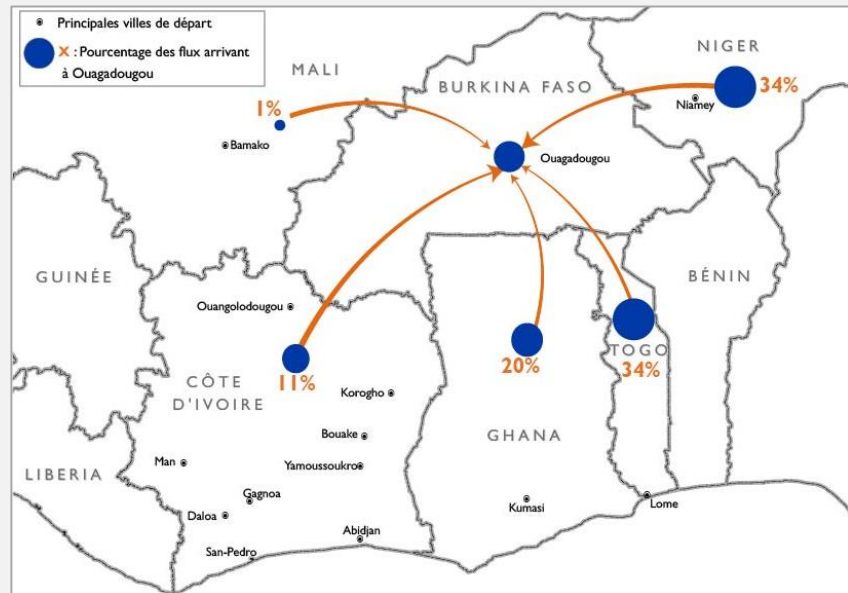 Principales villes de départ
X : Pourcentage des flux arrivant
à Ouagadougou
NIGER
MALI
BURKINA FASO
34%
Niamey
1%
Bamako
Ouagadougou
GUINÉE
BÉNIN
Ouangolodougou
TOGO
34%
20%
11%
CÔTE
D'IVOIRE
Korogho
Bouake
GHANA
LIBERIA
Man
Yamoussoukro
Gagnoa
Kumasi
Lome
Daloa
Abidjan
San-Pedro